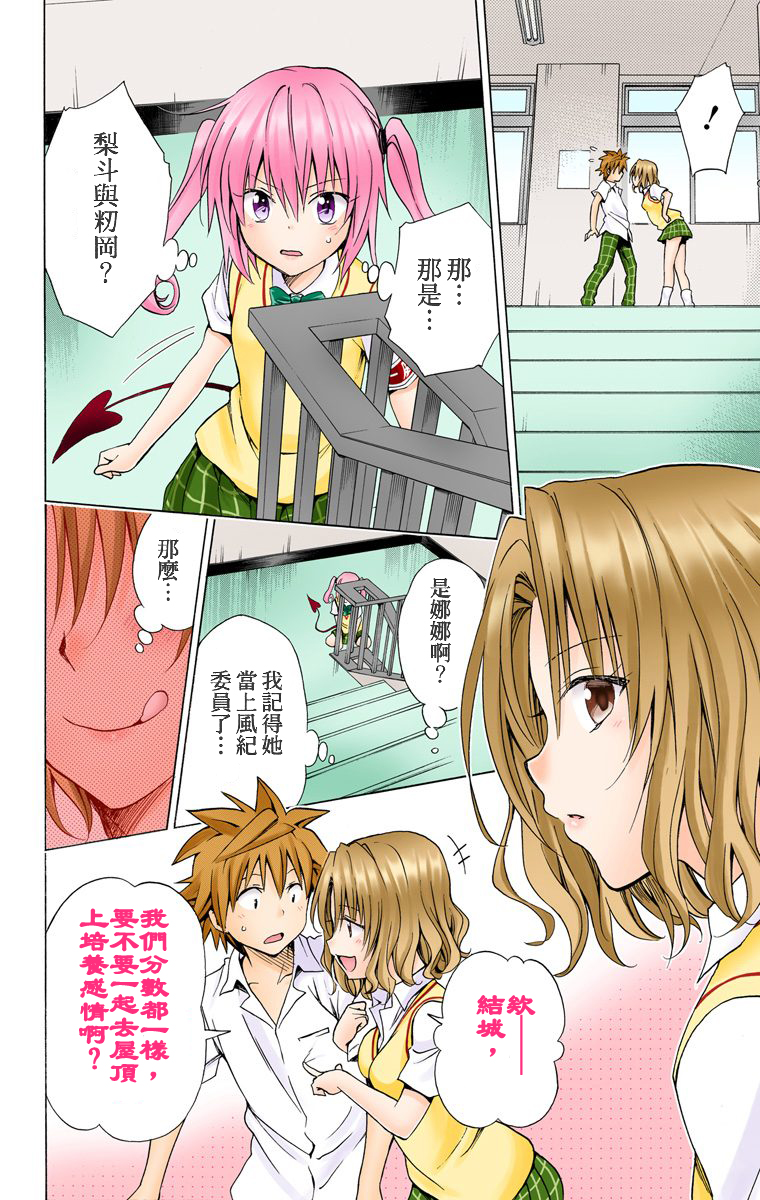 ！
那…
那是…
梨斗與籾岡？
是娜娜啊？
我記得她
當上風紀
委員了…
那麼…
欸——
結城，
我們分數都一樣，
要不要一起去屋頂
上培養感情啊？